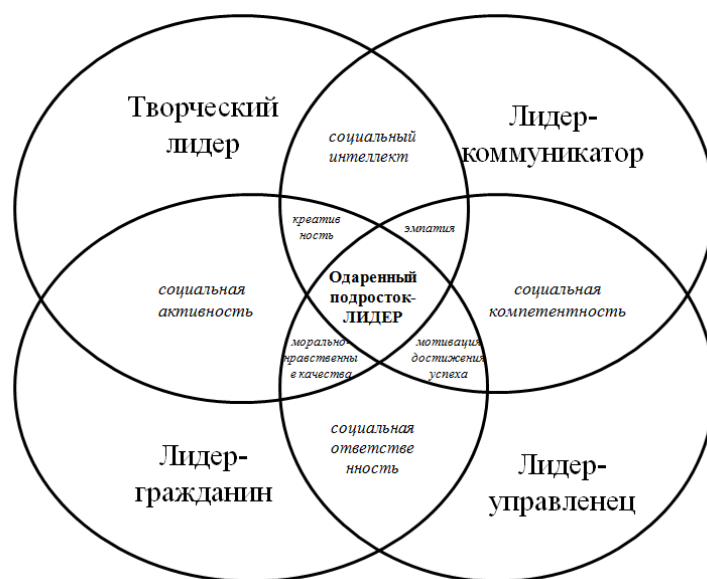 Творческий
лидер
Лидер-
коммуникатор
социальный
интеллект
креатив
ность
эмпатия
социальная
активность
Одаренный
подросток-
ЛИДЕР
социальная
компетентность
морально-
нравственны
е качества
мотивация
достижения
успеха
социальная
ответстве
нность
Лидер-
гражданин
Лидер-
управленец